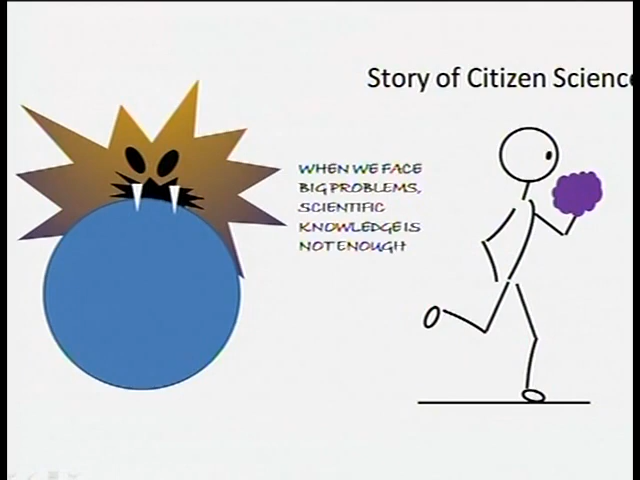 Story of Citizen Science
WHEN WE FACE
BIG PROBLEMS,
SCIENTIFIC
KNOWLEDGE IS
NOT ENOUGH